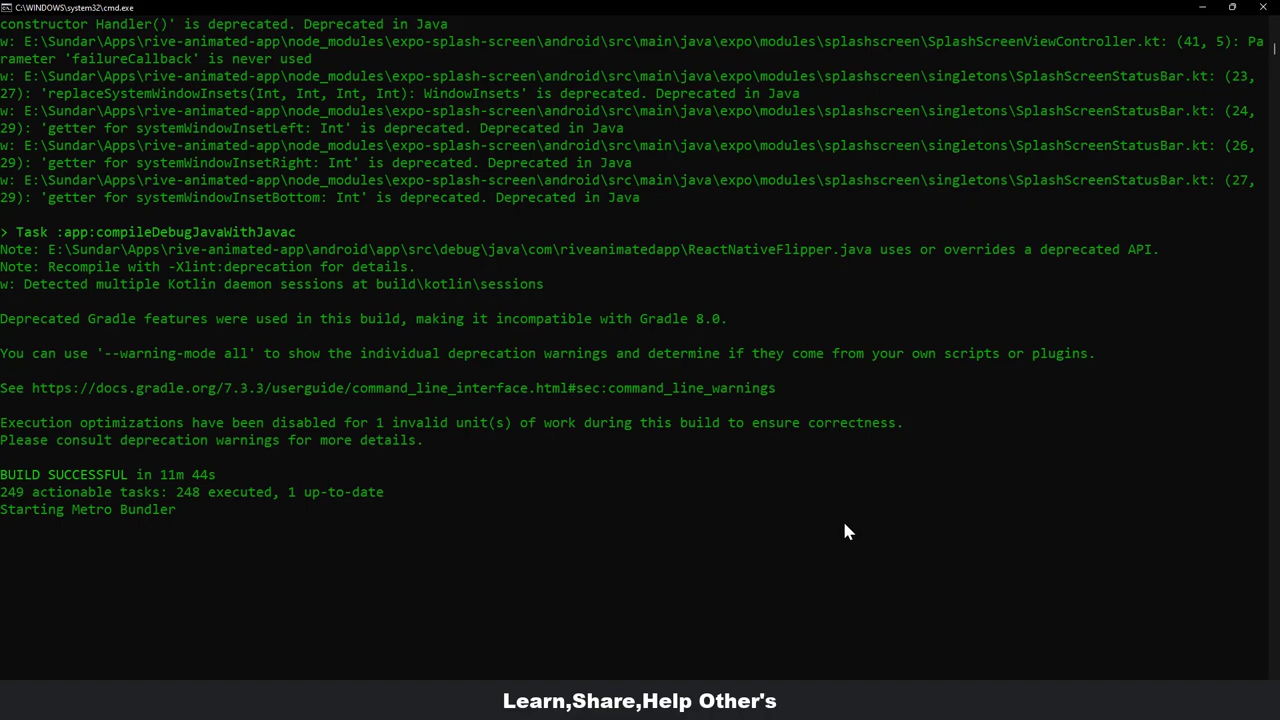 C:\WINDOWS\system32\cmd.exe
constructor Handler()' is deprecated. Deprecated in Java
w: E:\Sundar\Apps\rive-animated-app\node_modules\expo-splash-screen\android\src\main\java\expo\modules\splashscreen\SplashScreenViewController.kt: (41, 5): Pa
rameter 'failureCallback' is never used
w: E:\Sundar\Apps\rive-animated-app\node_modules\expo-splash-screen\android\src\main\java\expo\modules\splashscreen\singletons\SplashScreenStatusBar.kt: (23,
27): 'replaceSystemWindowInsets(Int, Int, Int, Int): WindowInsets' is deprecated. Deprecated in Java
w: E:\Sundar\Apps\rive-animated-app\node_modules\expo-splash-screen\android\src\main\java\expo\modules\splashscreen\singletons\SplashScreenStatusBar.kt: (24,
29): 'getter for systemWindowInsetLeft: Int' is deprecated. Deprecated in Java
w: E:\Sundar\Apps\rive-animated-app\node_modules\expo-splash-screen\android\src\main\java\expo\modules\splashscreen\singletons\SplashScreenStatusBar.kt: (26,
29): 'getter for systemWindowInsetRight: Int' is deprecated. Deprecated in Java
w: E:\Sundar\Apps\rive-animated-app\node_modules\expo-splash-screen\android\src\main\java\expo\modules\splashscreen\singletons\SplashScreenStatusBar.kt: (27,
29): 'getter for systemWindowInsetBottom: Int' is deprecated. Deprecated in Java
> Task :app:compileDebugJavaWithJavac
Note: E:\Sundar\Apps\rive-animated-app\android\app\src\debug\java\com\riveanimatedapp\ReactNativeFlipper.java uses or overrides a deprecated API.
Note: Recompile with -Xlint:deprecation for details.
w: Detected multiple Kotlin daemon sessions at build\kotlin\sessions
Deprecated Gradle features were used in this build, making it incompatible with Gradle 8.0.
You can use '--warning-mode all' to show the individual deprecation warnings and determine if they come from your own scripts or plugins.
See https://docs.gradle.org/7.3.3/userguide/command_line_interface.html#sec:command_line_warnings
Execution optimizations have been disabled for 1 invalid unit(s) of work during this build to ensure correctness.
Please consult deprecation warnings for more details.
BUILD SUCCESSFUL in 11m 44s
249 actionable tasks: 248 executed, 1 up-to-date
Starting Metro Bundler
Learn,Share,Help Other's